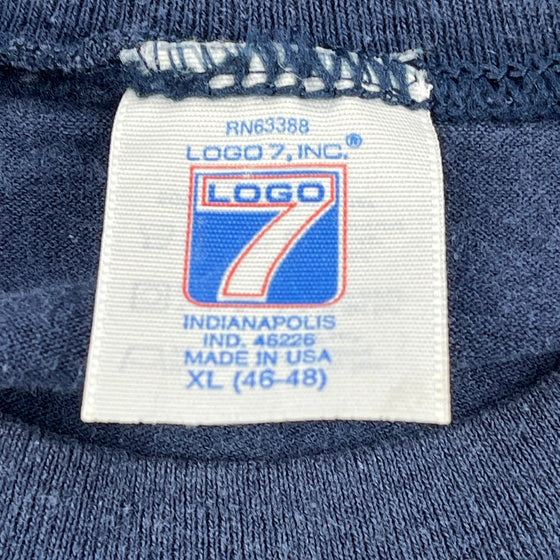 RN63388
LOGO 7, INC.®
LOGO
7
INDIANAPOLIS
IND. 46226
MADE IN USA
XL (46-48)